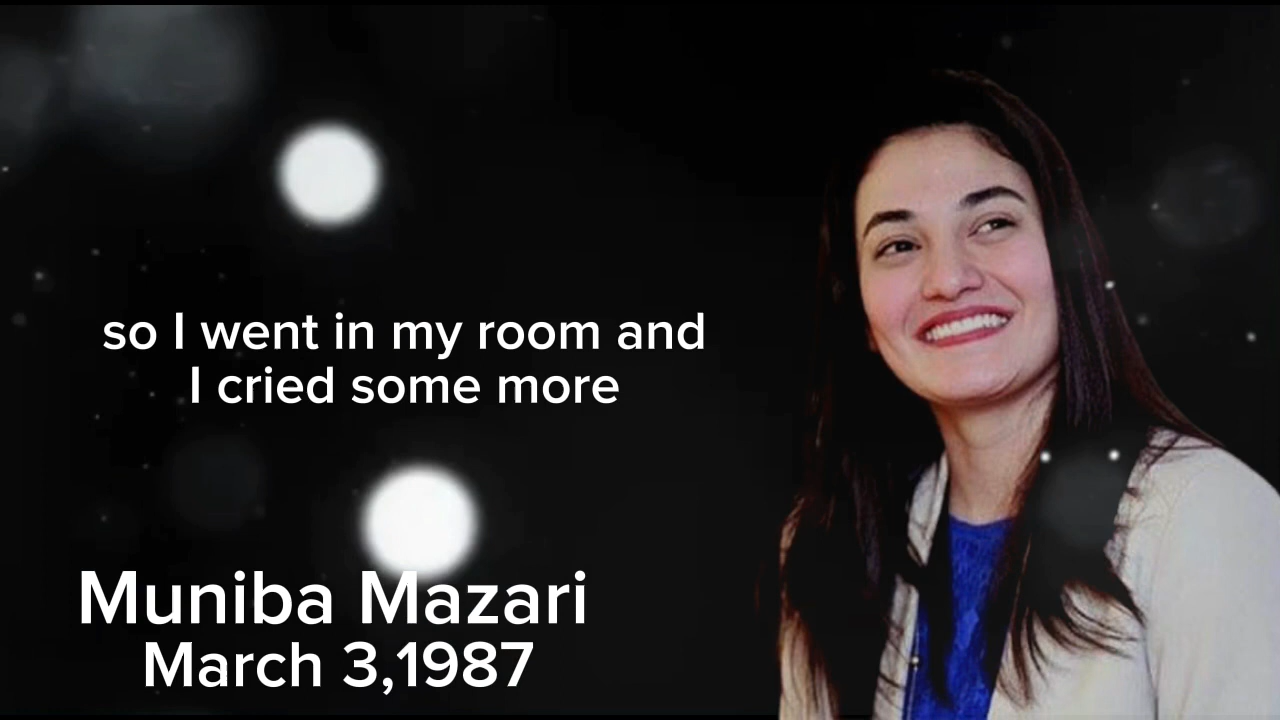 so I went in my room and
I cried some more
Muniba Mazari
March 3,1987